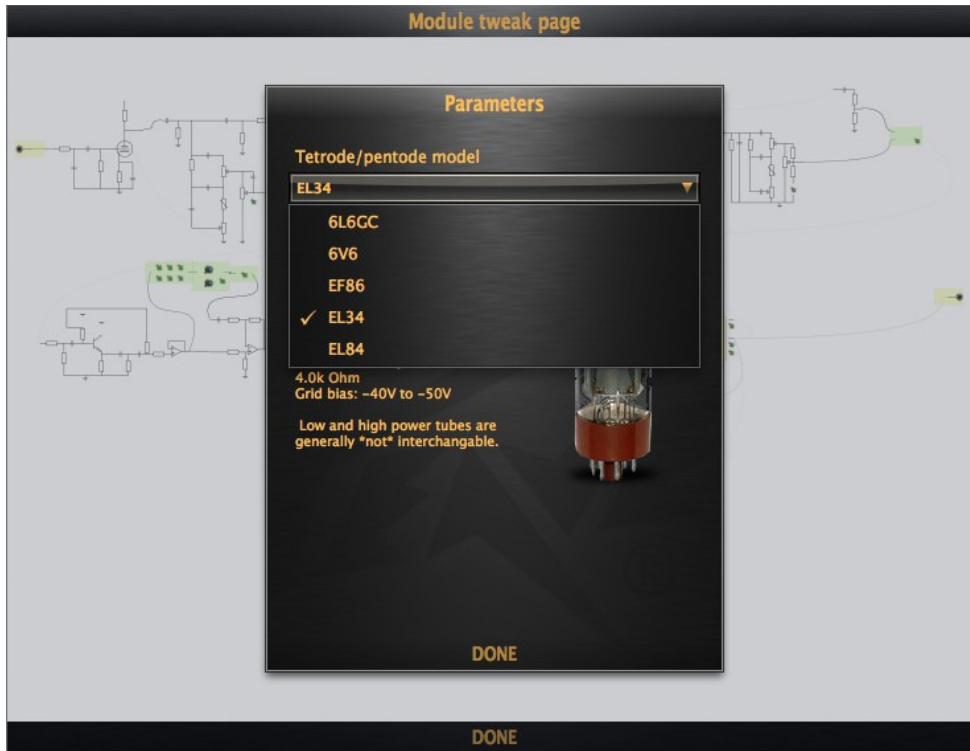 Module tweak page
Parameters
Tetrode/pentode model
EL34
6L6GC
6V6
EF86
✓ EL34
EL84
4.0k Ohm
Grid bias: -40V to -50V
Low and high power tubes are
generally *not* interchangable.
DONE
DONE